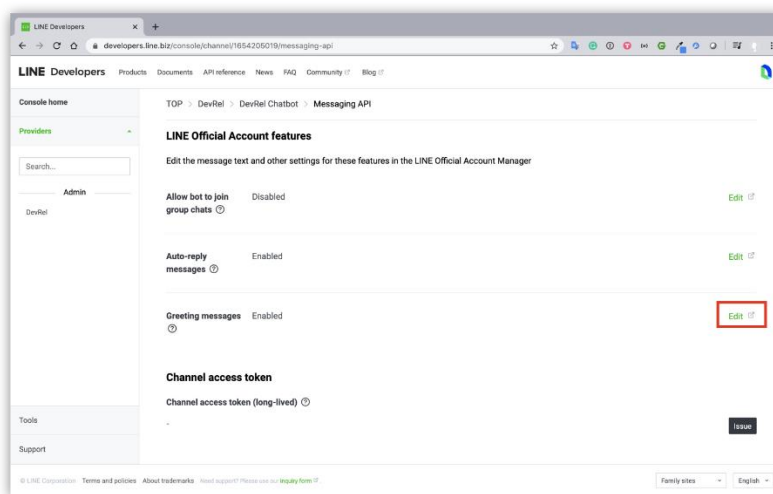 LINE Developers
developers.line.biz/console/channel/1654205019/messaging-api
LINE Developers Products Documents API reference News FAQ Community Blog
Console home
TOP > DevRel > DevRel Chatbot > Messaging API
Providers
LINE Official Account features
Edit the message text and other settings for these features in the LINE Official Account Manager
Search...
Admin
DevRel
Allow bot to join group chats Disabled Edit
Auto-reply messages Enabled Edit
Greeting messages Enabled Edit
Channel access token
Channel access token (long-lived)
-
Issue
Tools
Support
© LINE Corporation Terms and policies About trademarks Need support? Please use our inquiry form
Family sites English